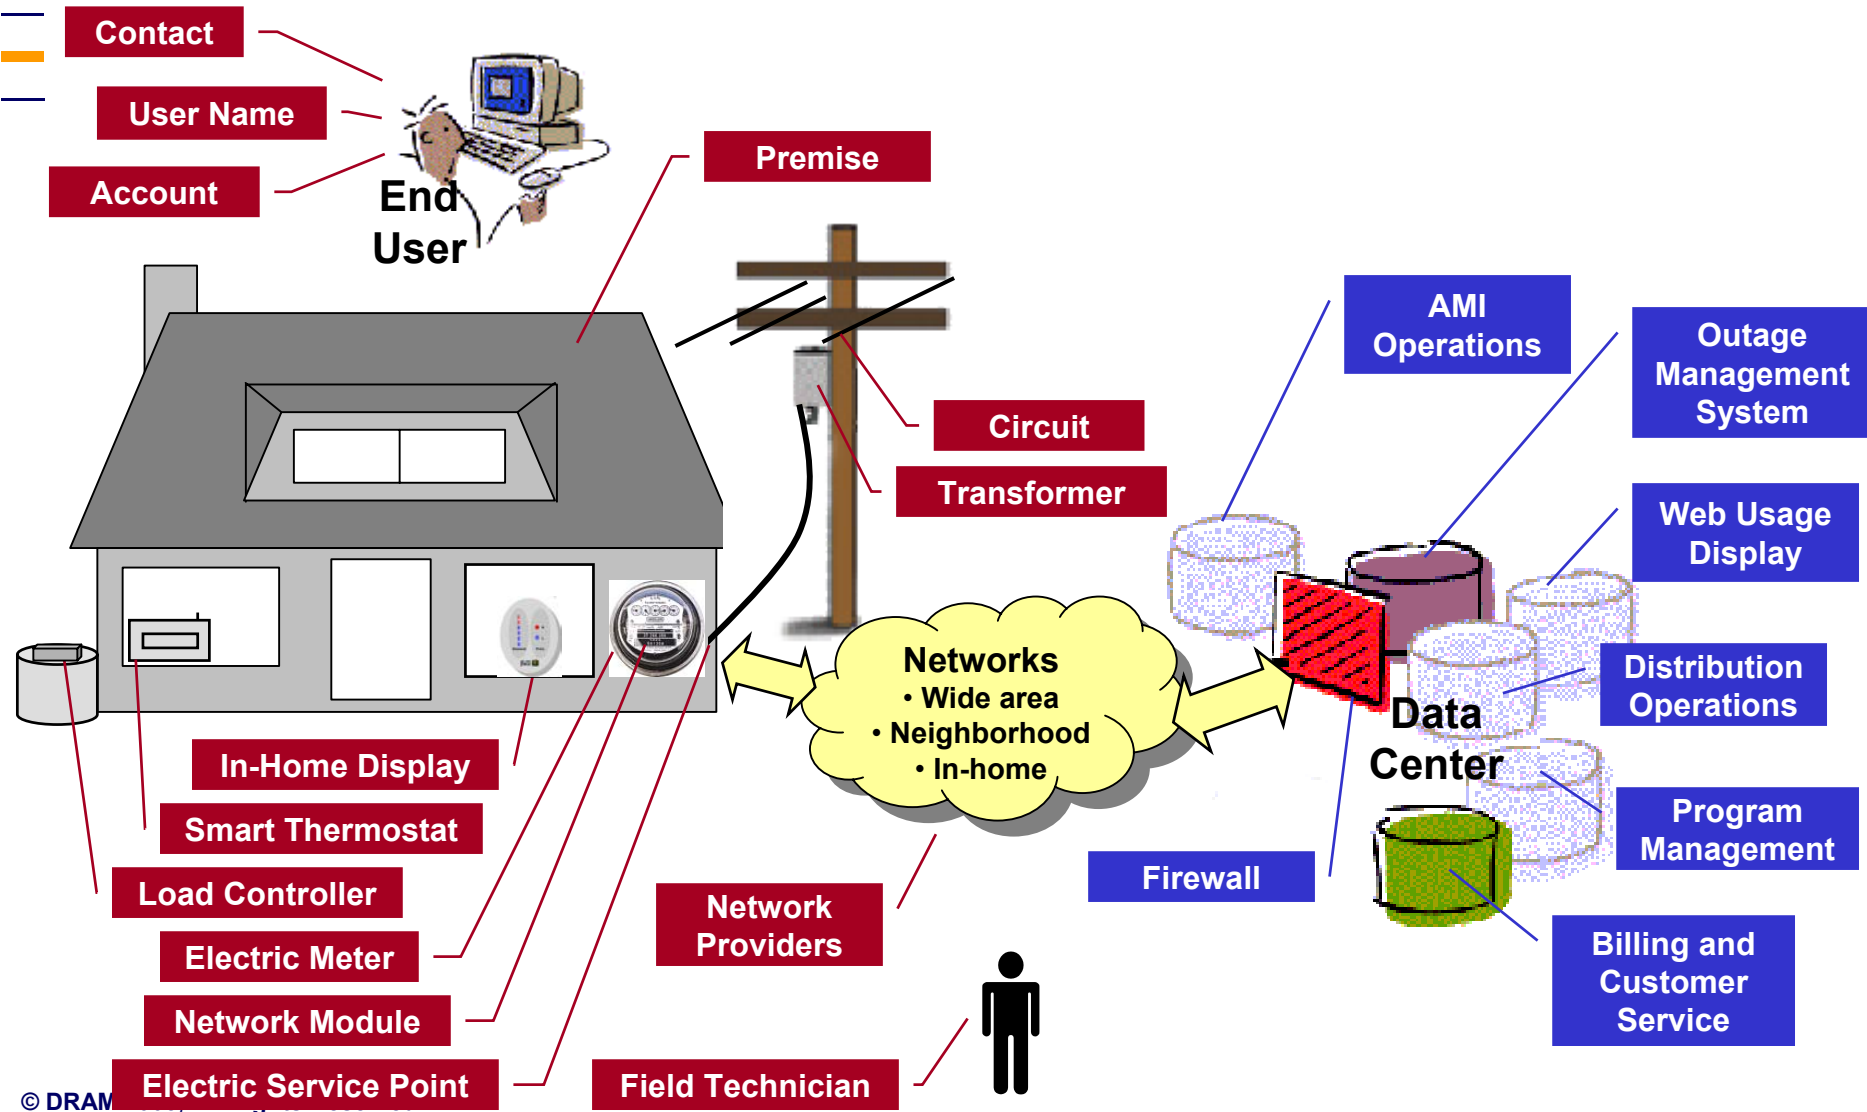 Contact
User Name
Account
End
User
Premise
Circuit
Transformer
AMI
Operations
Outage
Management
System
Web Usage
Display
Distribution
Operations
Program
Management
Billing and
Customer
Service
Firewall
Data
Center
Networks
• Wide area
• Neighborhood
• In-home
Network
Providers
Field Technician
In-Home Display
Smart Thermostat
Load Controller
Electric Meter
Network Module
Electric Service Point
© DRAM